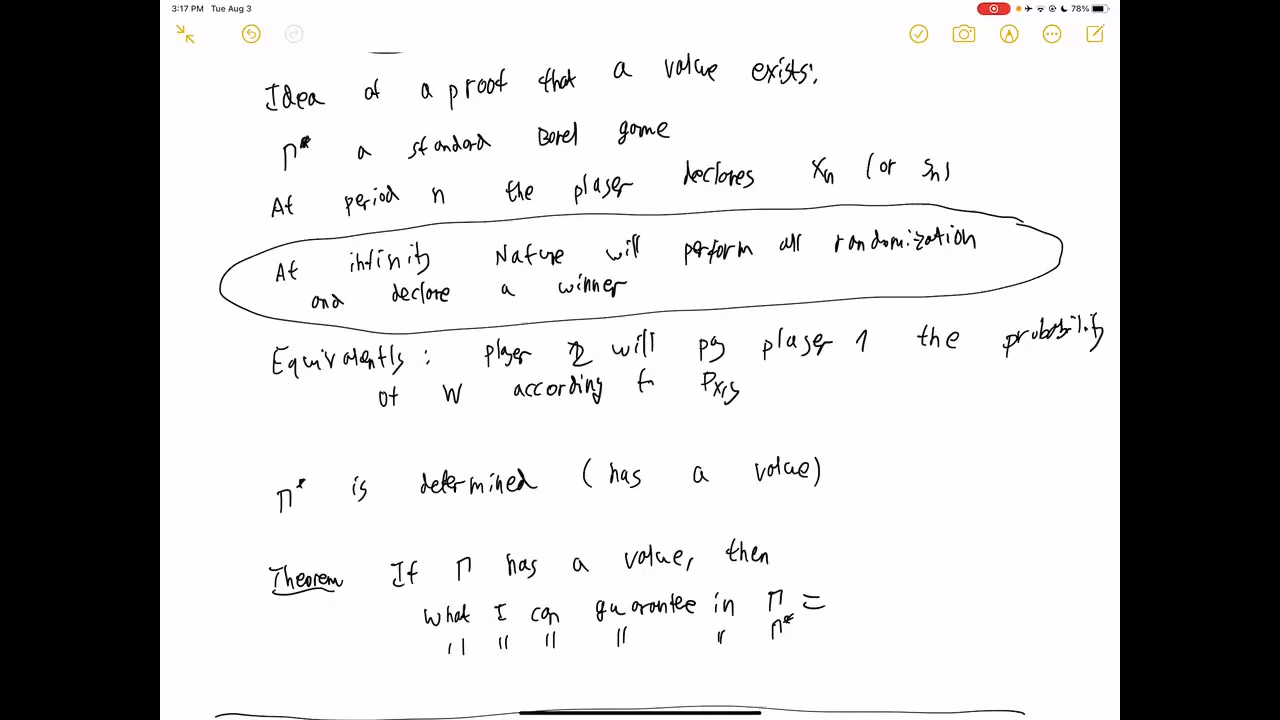 3:17 PM Tue Aug 3
78%
Idea of a proof that a value exists:
Γ* a standard Borel game
At period n the player declares xₙ (or sₙ)
At infinity Nature will perform all randomization
and declare a winner
Equivalently: player 2 will pay player 1 the probability
of W according to Px,y
Γ* is determined (has a value)
Theorem If Γ has a value, then
What I can guarantee in Γ =
" " " " " Γ*